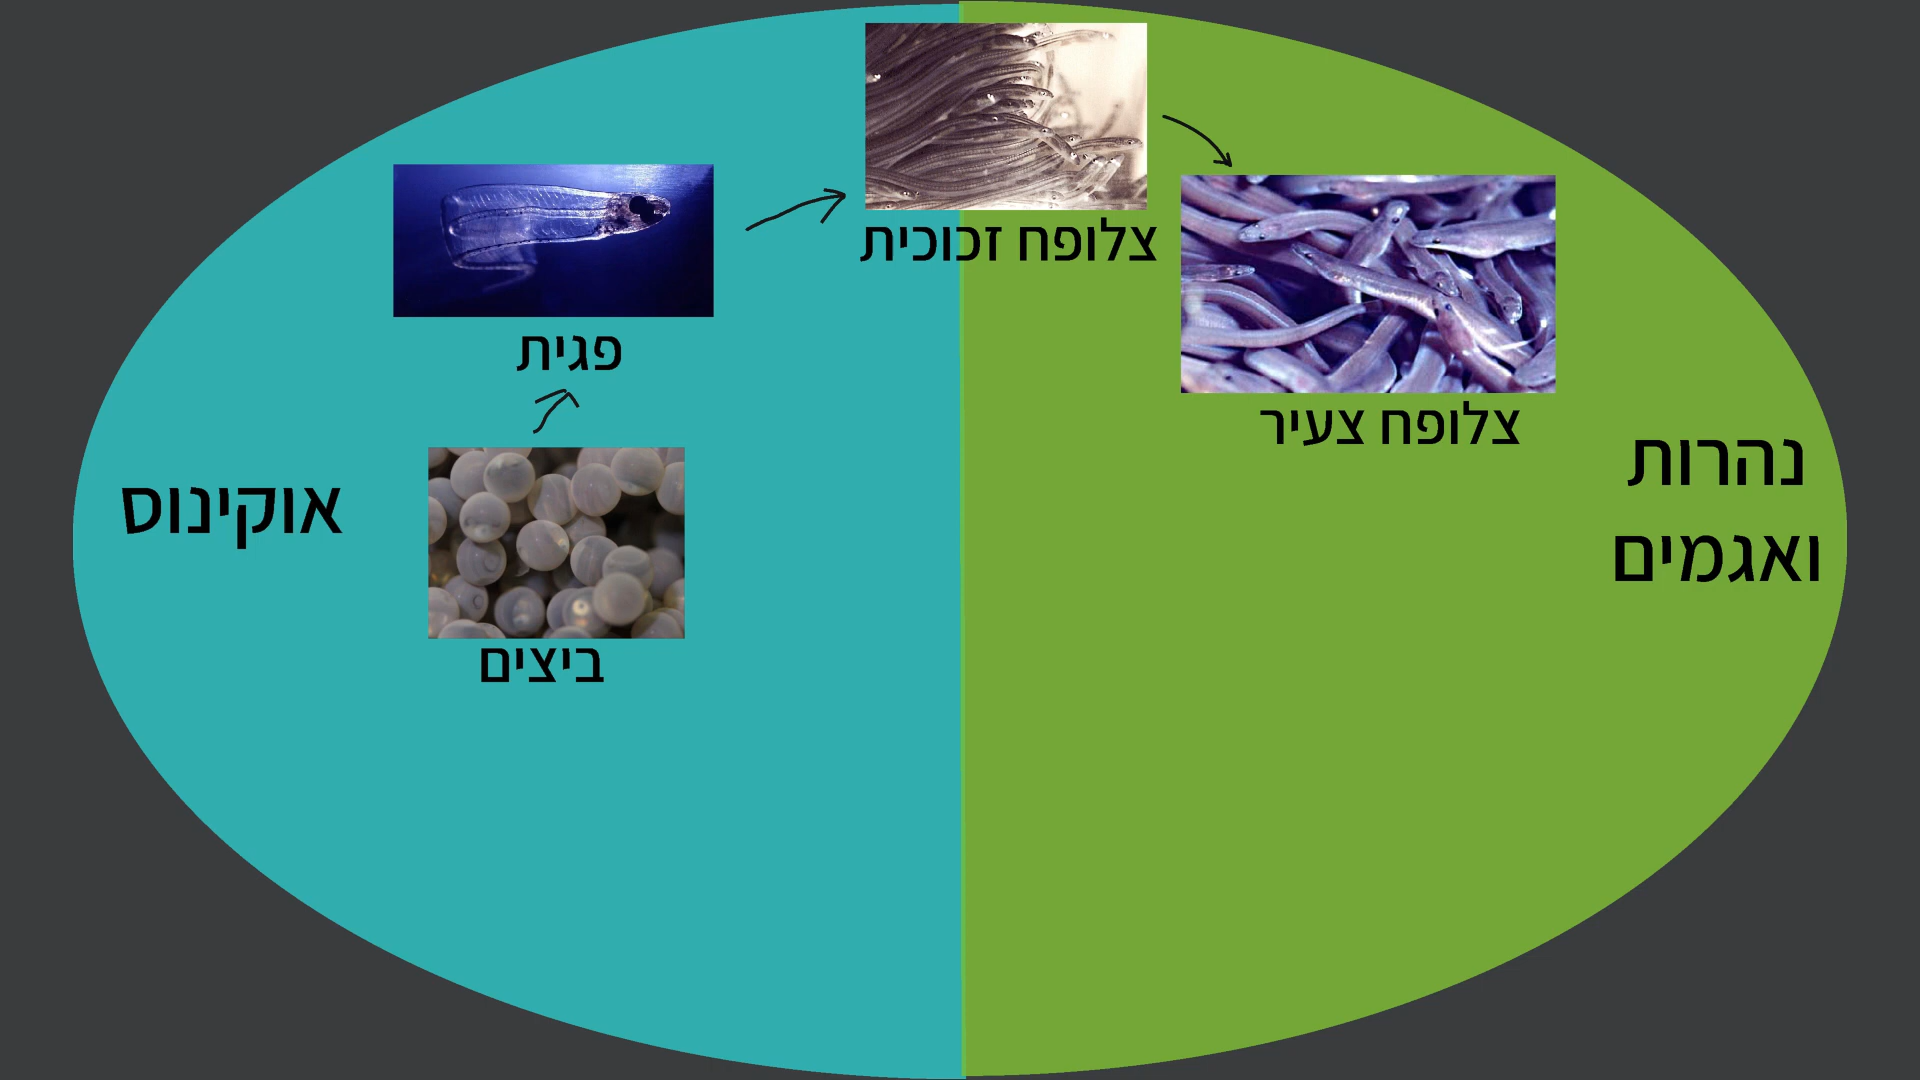 צלופח זכוכית
פגית
צלופח צעיר
נהרות
ואגמים
אוקינוס
ביצים